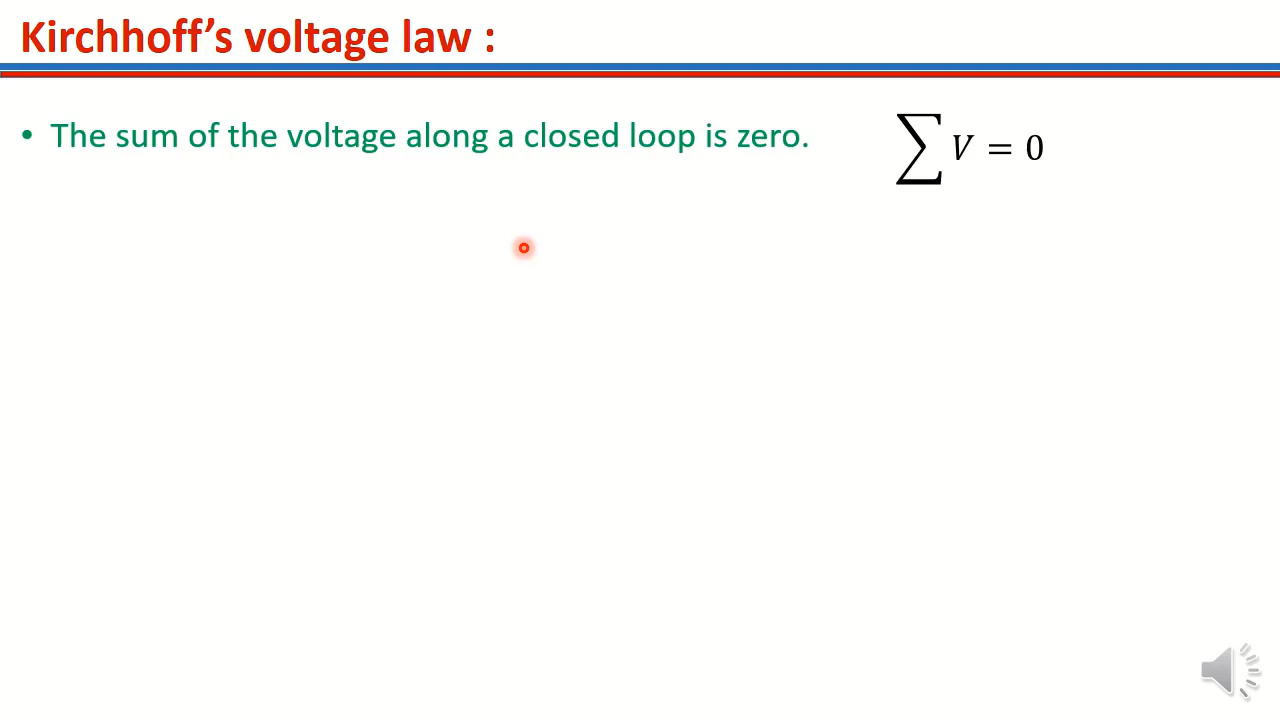 Kirchhoff’s voltage law :
• The sum of the voltage along a closed loop is zero.
∑ V = 0